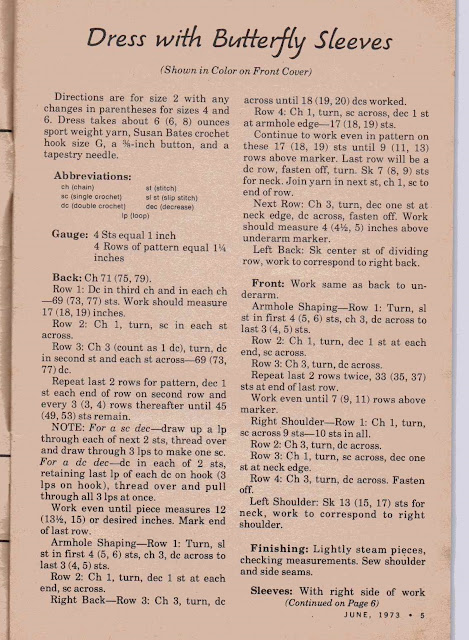 Dress with Butterfly Sleeves
(Shown in Color on Front Cover)
Directions are for size 2 with any
changes in parentheses for sizes 4 and
6. Dress takes about 6 (6, 8) ounces
sport weight yarn, Susan Bates crochet
hook size G, a ⅝-inch button, and a
tapestry needle.
Abbreviations:
ch (chain) st (stitch)
sc (single crochet) sl st (slip stitch)
dc (double crochet) dec (decrease)
lp (loop)
Gauge: 4 Sts equal 1 inch
4 Rows of pattern equal 1¼
inches
Back: Ch 71 (75, 79).
Row 1: Dc in third ch and in each ch
—69 (73, 77) sts. Work should measure
17 (18, 19) inches.
Row 2: Ch 1, turn, sc in each st
across.
Row 3: Ch 3 (count as 1 dc), turn, dc
in second st and each st across—69 (73,
77) dc.
Repeat last 2 rows for pattern, dec 1
st each end of row on second row and
every 3 (3, 4) rows thereafter until 45
(49, 53) sts remain.
NOTE: For a sc dec—draw up a lp
through each of next 2 sts, thread over
and draw through 3 lps to make one sc.
For a dc dec—dc in each of 2 sts,
retaining last lp of each dc on hook (3
lps on hook), thread over and pull
through all 3 lps at once.
Work even until piece measures 12
(13½, 15) or desired inches. Mark end
of last row.
Armhole Shaping—Row 1: Turn, sl
st in first 4 (5, 6) sts, ch 3, dc across to
last 3 (4, 5) sts.
Row 2: Ch 1, turn, dec 1 st at each
end, sc across.
Right Back—Row 3: Ch 3, turn, dc
across until 18 (19, 20) dcs worked.
Row 4: Ch 1, turn, sc across, dec 1 st
at armhole edge—17 (18, 19) sts.
Continue to work even in pattern on
these 17 (18, 19) sts until 9 (11, 13)
rows above marker. Last row will be a
dc row, fasten off, turn. Sk 7 (8, 9) sts
for neck. Join yarn in next st, ch 1, sc to
end of row.
Next Row: Ch 3, turn, dec one st at
neck edge, dc across, fasten off. Work
should measure 4 (4½, 5) inches above
underarm marker.
Left Back: Sk center st of dividing
row, work to correspond to right back.
Front: Work same as back to un-
derarm.
Armhole Shaping—Row 1: Turn, sl
st in first 4 (5, 6) sts, ch 3, dc across to
last 3 (4, 5) sts.
Row 2: Ch 1, turn, dec 1 st at each
end, sc across.
Row 3: Ch 3, turn, dc across.
Repeat last 2 rows twice, 33 (35, 37)
sts at end of last row.
Work even until 7 (9, 11) rows above
marker.
Right Shoulder—Row 1: Ch 1, turn,
sc across 9 sts—10 sts in all.
Row 2: Ch 3, turn, dc across.
Row 3: Ch 1, turn, sc across, dec one
st at neck edge.
Row 4: Ch 3, turn, dc across. Fasten
off.
Left Shoulder: Sk 13 (15, 17) sts for
neck, work to correspond to right
shoulder.
Finishing: Lightly steam pieces,
checking measurements. Sew shoulder
and side seams.
Sleeves: With right side of work
(Continued on Page 6)
JUNE, 1973 • 5